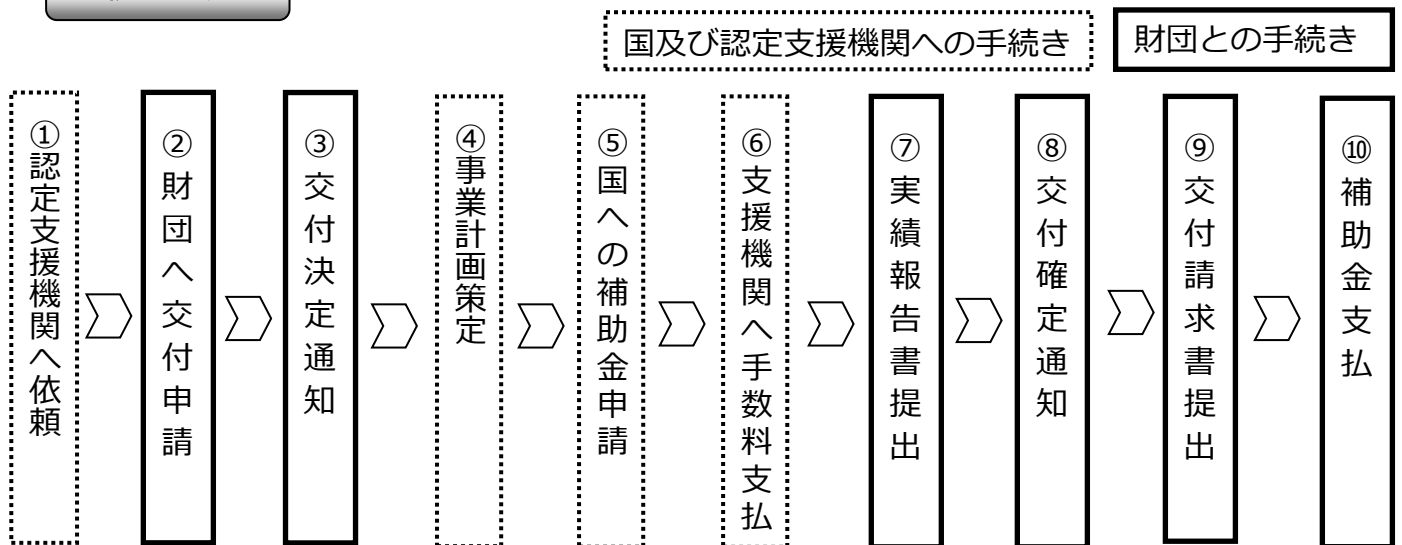 国及び認定支援機関への手続き
財団との手続き
①認定支援機関へ依頼
②財団へ交付申請
③交付決定通知
④事業計画策定
⑤国への補助金申請
⑥支援機関へ手数料支払
⑦実績報告書提出
⑧交付確定通知
⑨交付請求書提出
⑩補助金支払